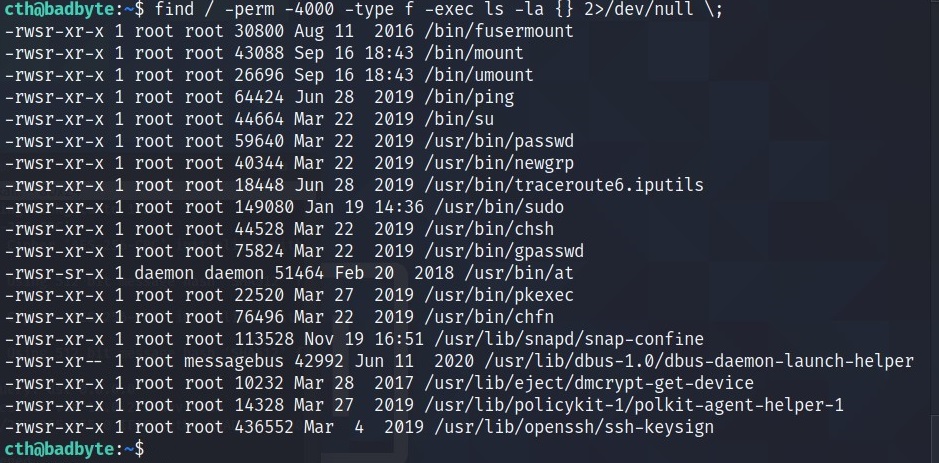 cth@badbyte:~$ find / -perm -4000 -type f -exec ls -la {} 2>/dev/null \;
-rwsr-xr-x 1 root root 30800 Aug 11  2016 /bin/fusermount
-rwsr-xr-x 1 root root 43088 Sep 16 18:43 /bin/mount
-rwsr-xr-x 1 root root 26696 Sep 16 18:43 /bin/umount
-rwsr-xr-x 1 root root 64424 Jun 28  2019 /bin/ping
-rwsr-xr-x 1 root root 44664 Mar 22  2019 /bin/su
-rwsr-xr-x 1 root root 59640 Mar 22  2019 /usr/bin/passwd
-rwsr-xr-x 1 root root 40344 Mar 22  2019 /usr/bin/newgrp
-rwsr-xr-x 1 root root 18448 Jun 28  2019 /usr/bin/traceroute6.iputils
-rwsr-xr-x 1 root root 149080 Jan 19 14:36 /usr/bin/sudo
-rwsr-xr-x 1 root root 44528 Mar 22  2019 /usr/bin/chsh
-rwsr-xr-x 1 root root 75824 Mar 22  2019 /usr/bin/gpasswd
-rwsr-sr-x 1 daemon daemon 51464 Feb 20  2018 /usr/bin/at
-rwsr-xr-x 1 root root 22520 Mar 27  2019 /usr/bin/pkexec
-rwsr-xr-x 1 root root 76496 Mar 22  2019 /usr/bin/chfn
-rwsr-xr-x 1 root root 113528 Nov 19 16:51 /usr/lib/snapd/snap-confine
-rwsr-xr-- 1 root messagebus 42992 Jun 11  2020 /usr/lib/dbus-1.0/dbus-daemon-launch-helper
-rwsr-xr-x 1 root root 10232 Mar 28  2017 /usr/lib/eject/dmcrypt-get-device
-rwsr-xr-x 1 root root 14328 Mar 27  2019 /usr/lib/policykit-1/polkit-agent-helper-1
-rwsr-xr-x 1 root root 436552 Mar  4  2019 /usr/lib/openssh/ssh-keysign
cth@badbyte:~$